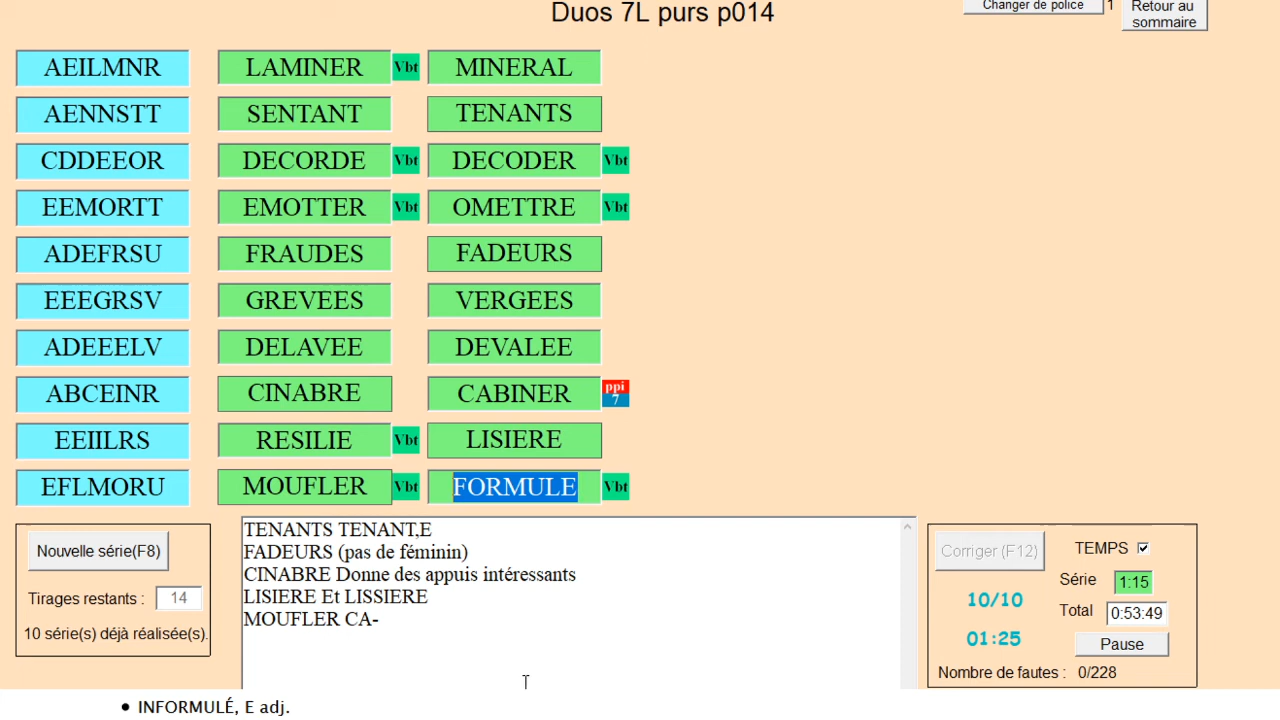 Duos 7L purs p014
Changer de police 1
Retour au
sommaire
AEILMNR LAMINER Vbt MINERAL
AENNSTT SENTANT TENANTS
CDDEEOR DECORDE Vbt DECODER Vbt
EEMORTT EMOTTER Vbt OMETTRE Vbt
ADEFRSU FRAUDES FADEURS
EEEGRSV GREVEES VERGEES
ADEEELV DELAVEE DEVALEE
ABCEINR CINABRE CABINER ppi 7
EEIILRS RESILIE Vbt LISIERE
EFLMORU MOUFLER Vbt FORMULE Vbt
Nouvelle série(F8)
Tirages restants : 14
10 série(s) déjà réalisée(s).
TENANTS TENANT,E
FADEURS (pas de féminin)
CINABRE Donne des appuis intéressants
LISIERE Et LISSIERE
MOUFLER CA-
Corriger (F12) TEMPS
Série 1:15
10/10 Total 0:53:49
01:25 Pause
Nombre de fautes : 0/228
• INFORMULÉ, E adj.